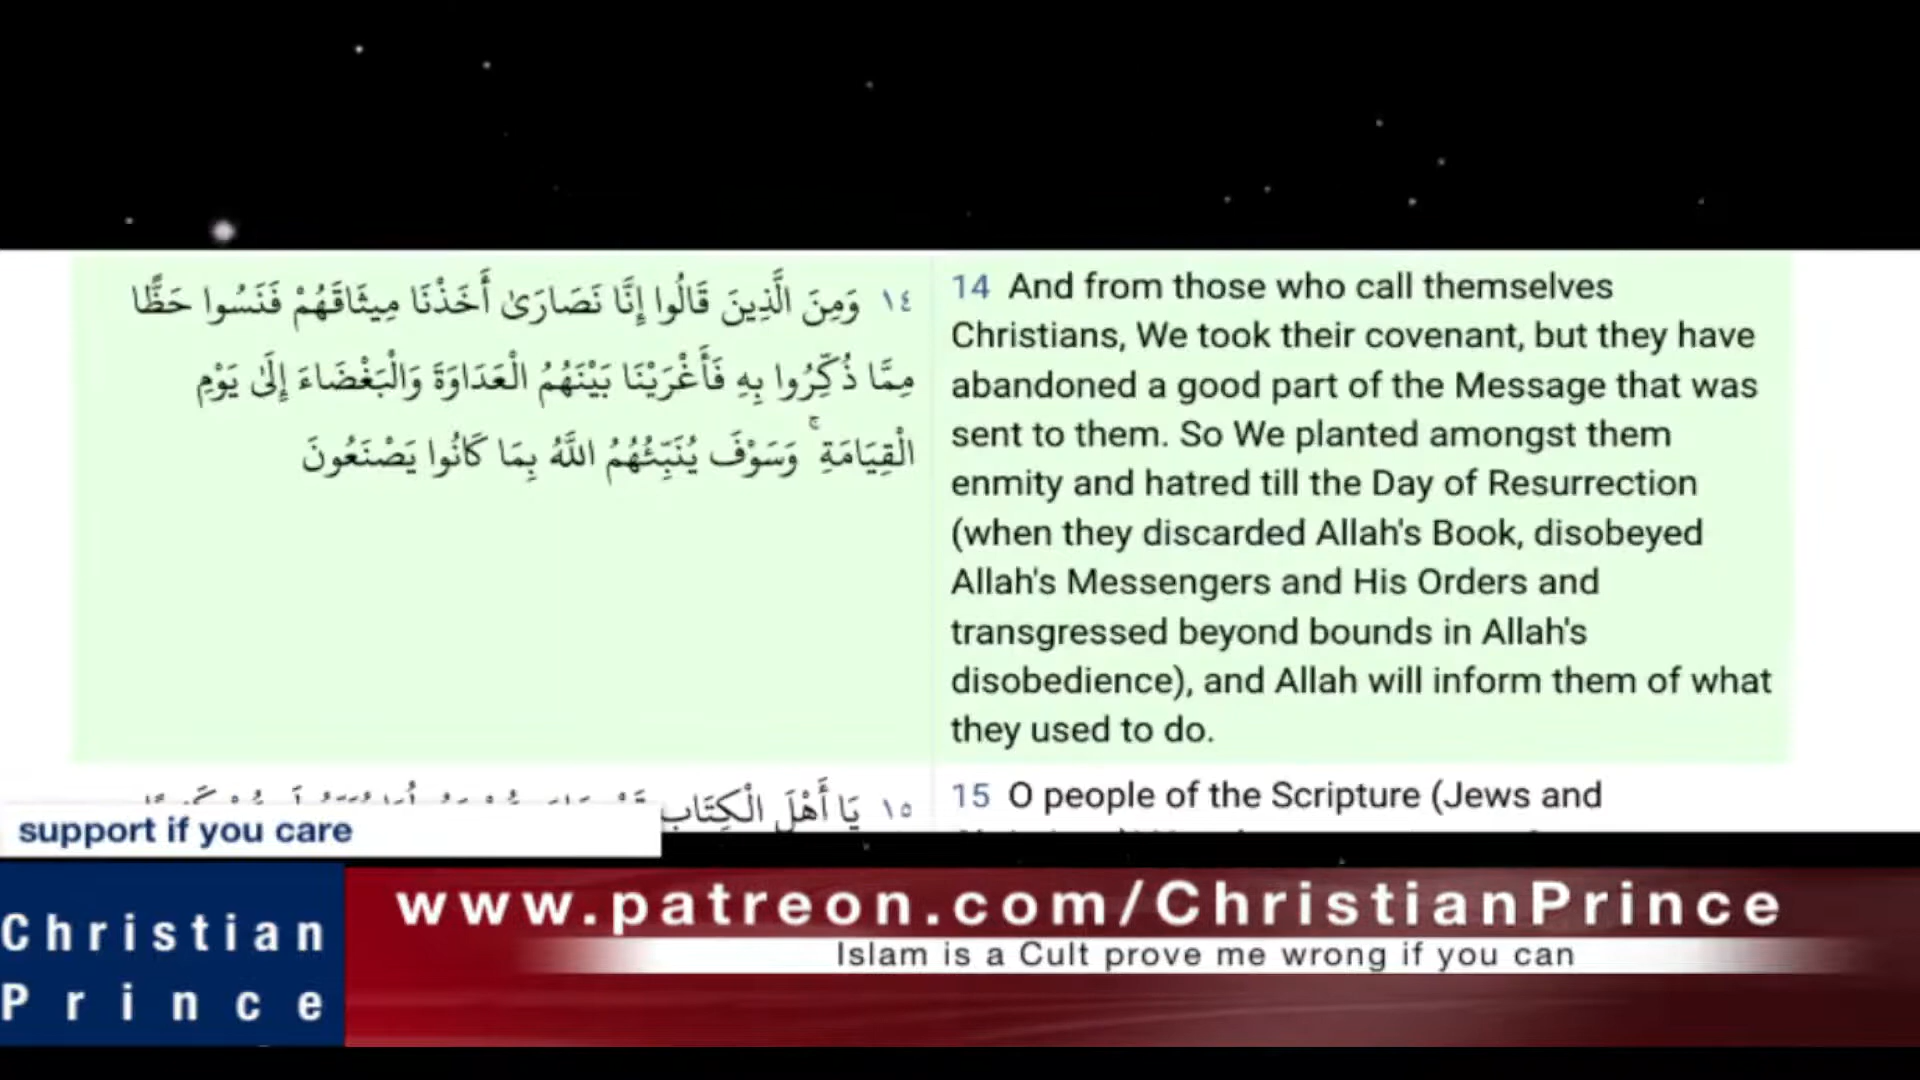 ١٤ وَمِنَ الَّذِينَ قَالُوا إِنَّا نَصَارَىٰ أَخَذْنَا مِيثَاقَهُمْ فَنَسُوا حَظًّا
مِمَّا ذُكِّرُوا بِهِ فَأَغْرَيْنَا بَيْنَهُمُ الْعَدَاوَةَ وَالْبَغْضَاءَ إِلَىٰ يَوْمِ
الْقِيَامَةِ ۚ وَسَوْفَ يُنَبِّئُهُمُ اللَّهُ بِمَا كَانُوا يَصْنَعُونَ
14 And from those who call themselves
Christians, We took their covenant, but they have
abandoned a good part of the Message that was
sent to them. So We planted amongst them
enmity and hatred till the Day of Resurrection
(when they discarded Allah's Book, disobeyed
Allah's Messengers and His Orders and
transgressed beyond bounds in Allah's
disobedience), and Allah will inform them of what
they used to do.
١٥ يَا أَهْلَ الْكِتَابِ
15 O people of the Scripture (Jews and
support if you care
Christian
Prince
www.patreon.com/ChristianPrince
Islam is a Cult prove me wrong if you can